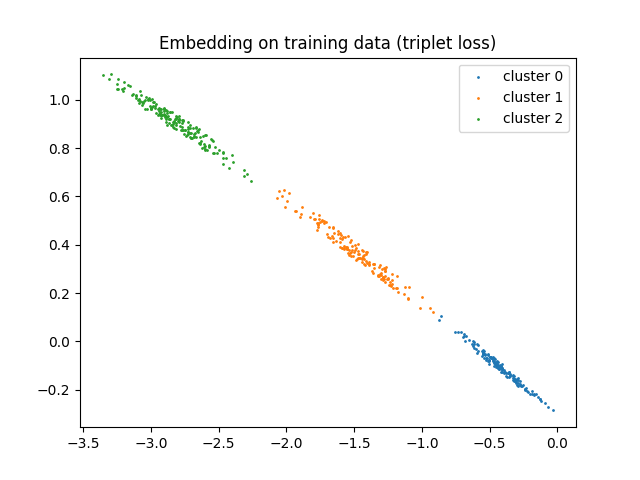 Embedding on training data (triplet loss)
cluster 0
cluster 1
cluster 2
1.0
0.8
0.6
0.4
0.2
0.0
−0.2
−3.5 −3.0 −2.5 −2.0 −1.5 −1.0 −0.5 0.0